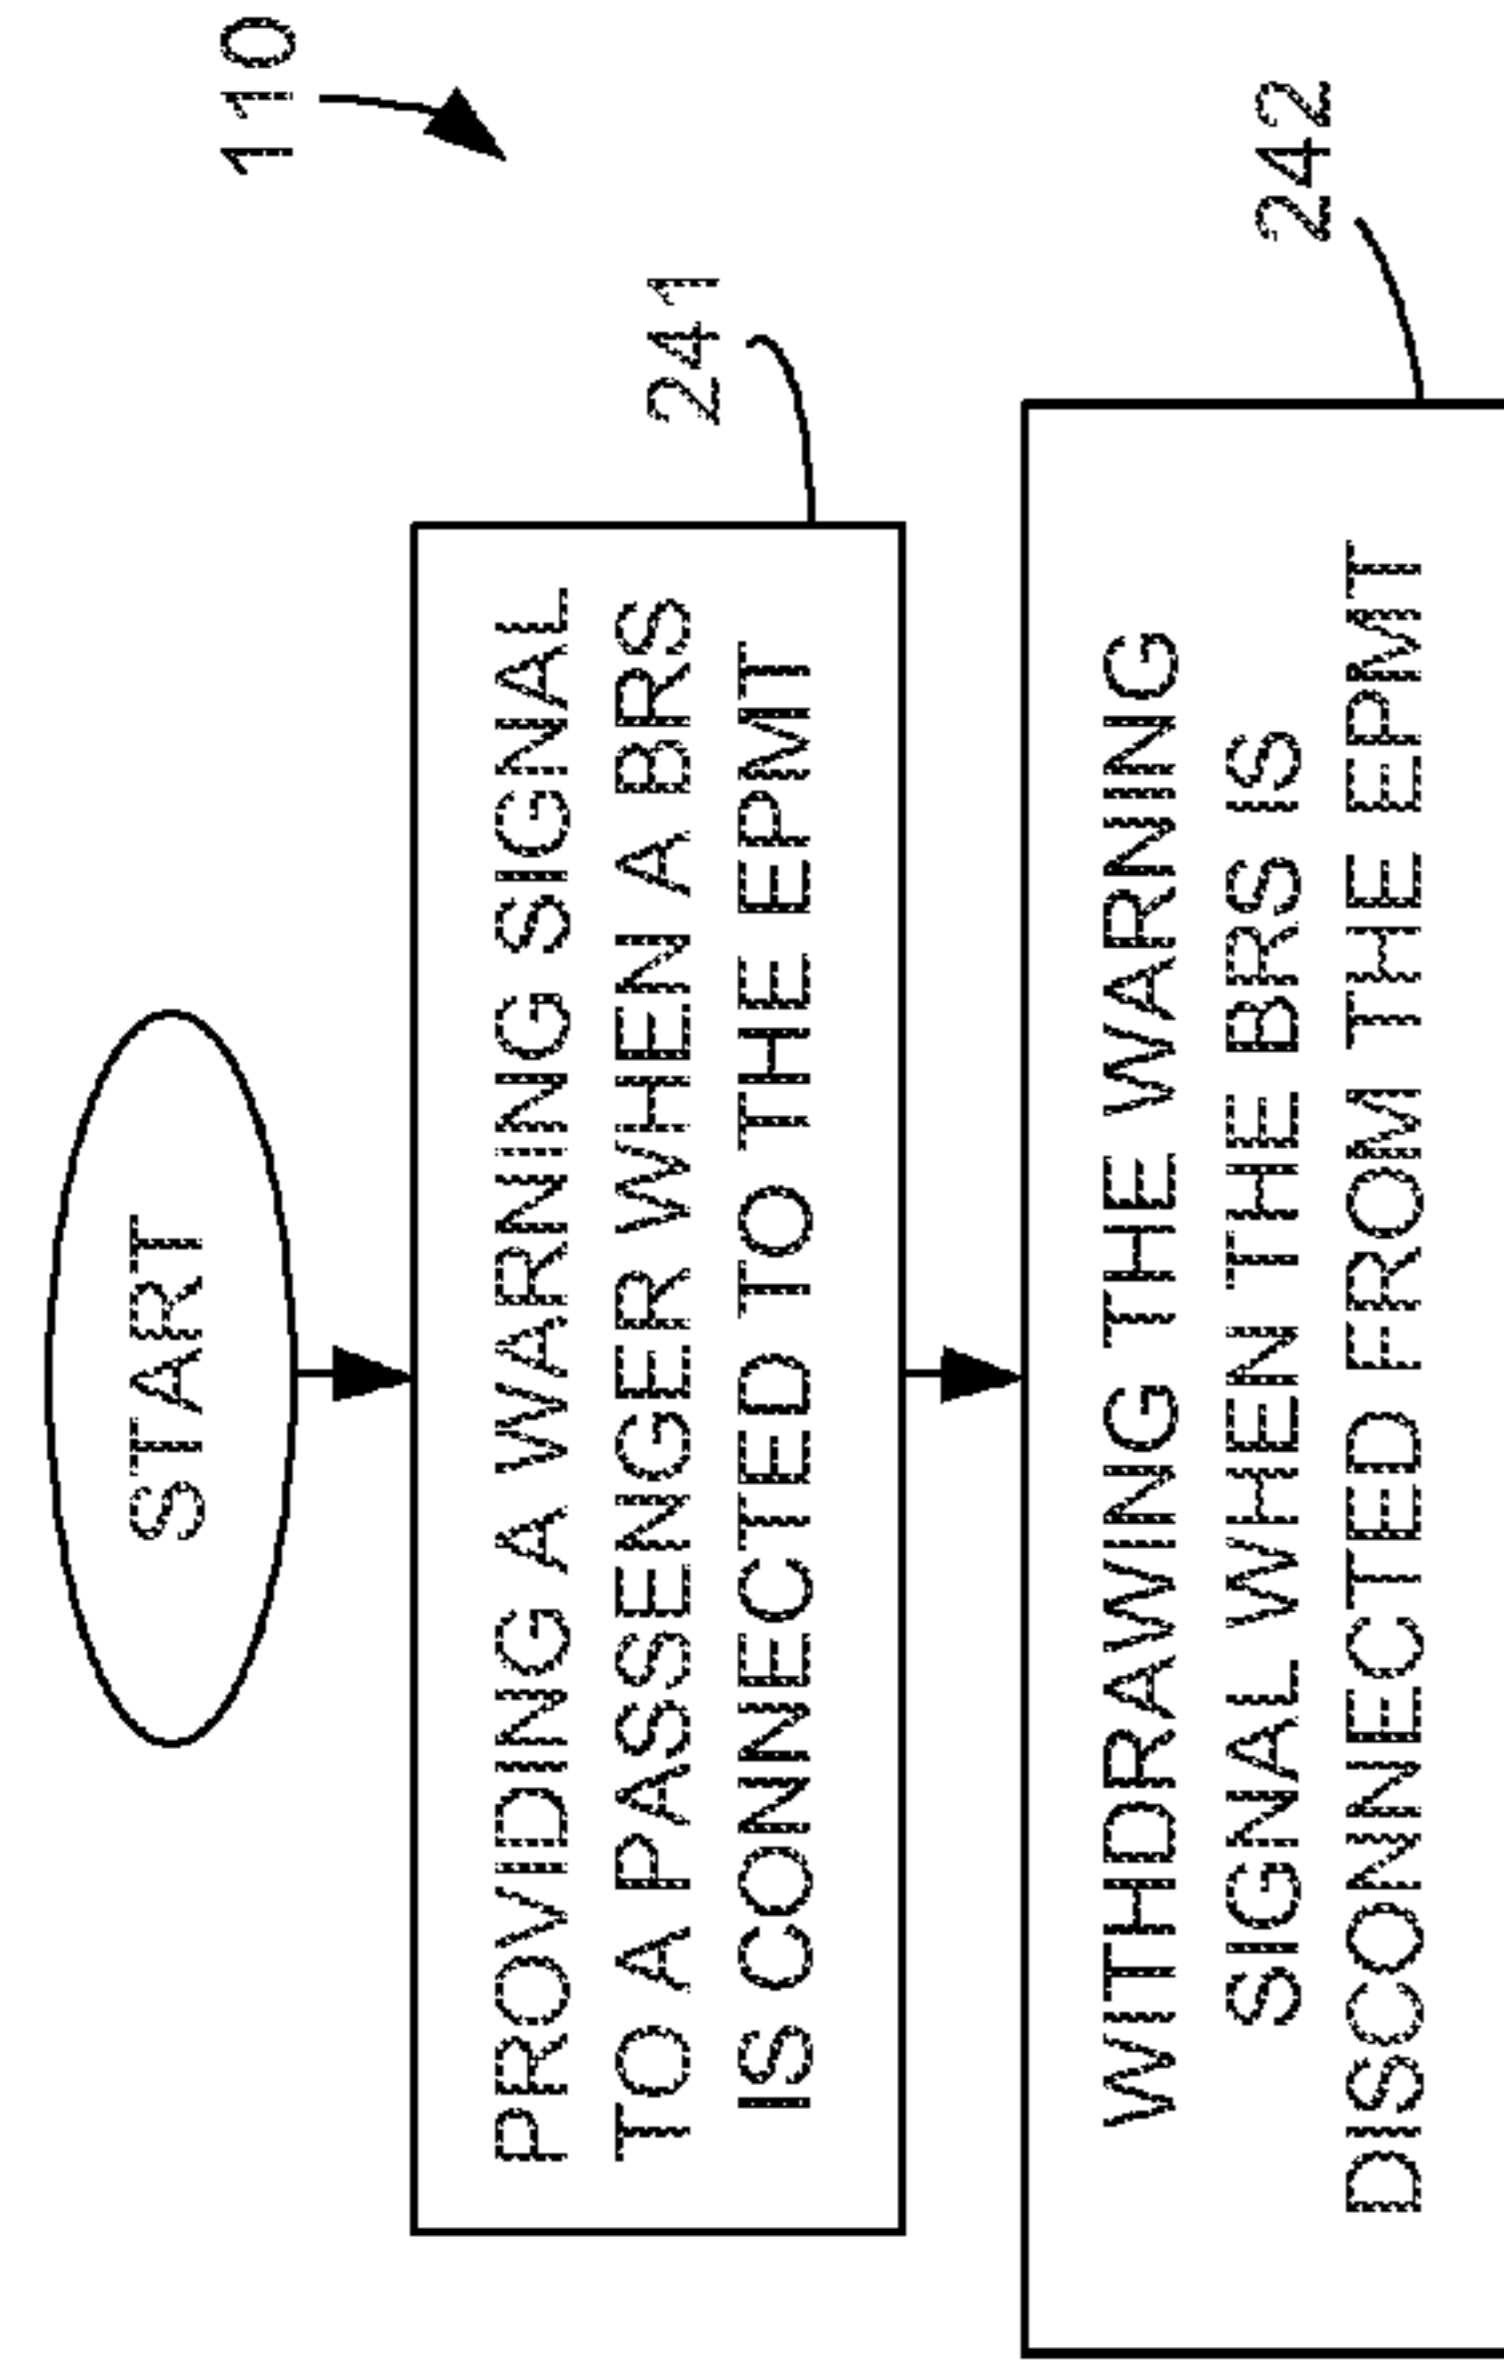 110
START
241
PROVIDING A WARNING SIGNAL
TO A PASSENGER WHEN A BRS
IS CONNECTED TO THE EPMT
242
WITHDRAWING THE WARNING
SIGNAL WHEN THE BRS IS
DISCONNECTED FROM THE EPMT